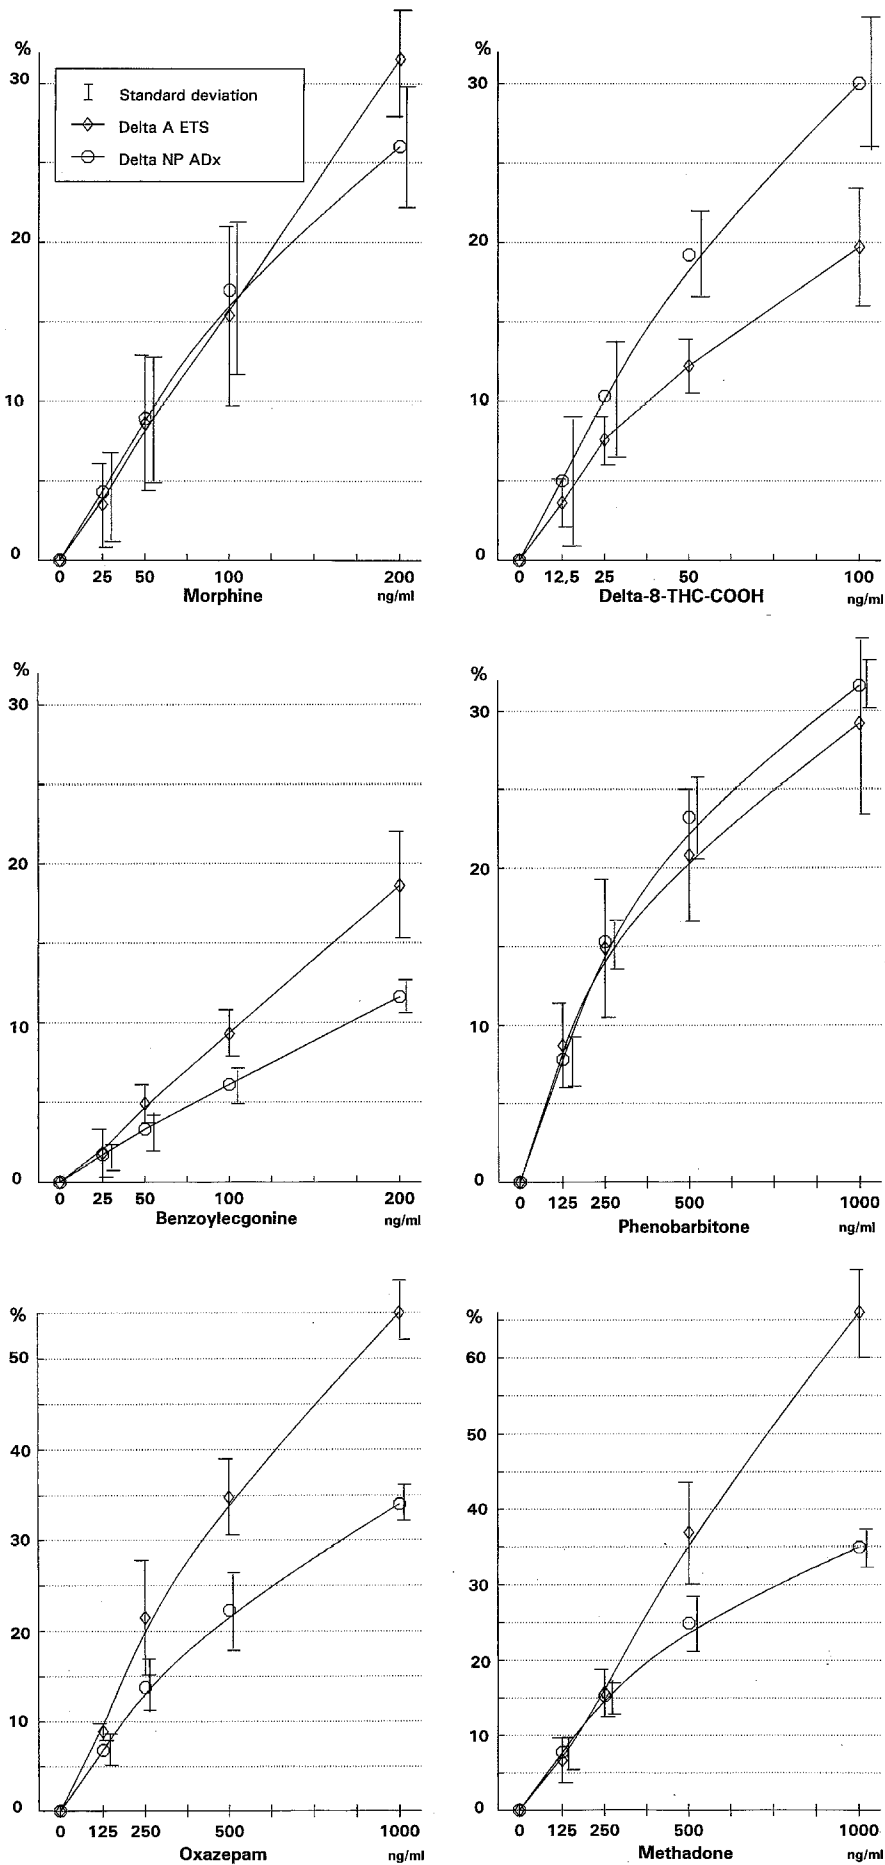 %
30
20
10
0
Standard deviation
Delta A ETS
Delta NP ADx
0 25 50 100 200
Morphine ng/ml
%
30
20
10
0
0 12,5 25 50 100
Delta-8-THC-COOH ng/ml
%
30
20
10
0
0 25 50 100 200
Benzoylecgonine ng/ml
%
30
20
10
0
0 125 250 500 1000
Phenobarbitone ng/ml
%
50
40
30
20
10
0
0 125 250 500 1000
Oxazepam ng/ml
%
60
50
40
30
20
10
0
0 125 250 500 1000
Methadone ng/ml